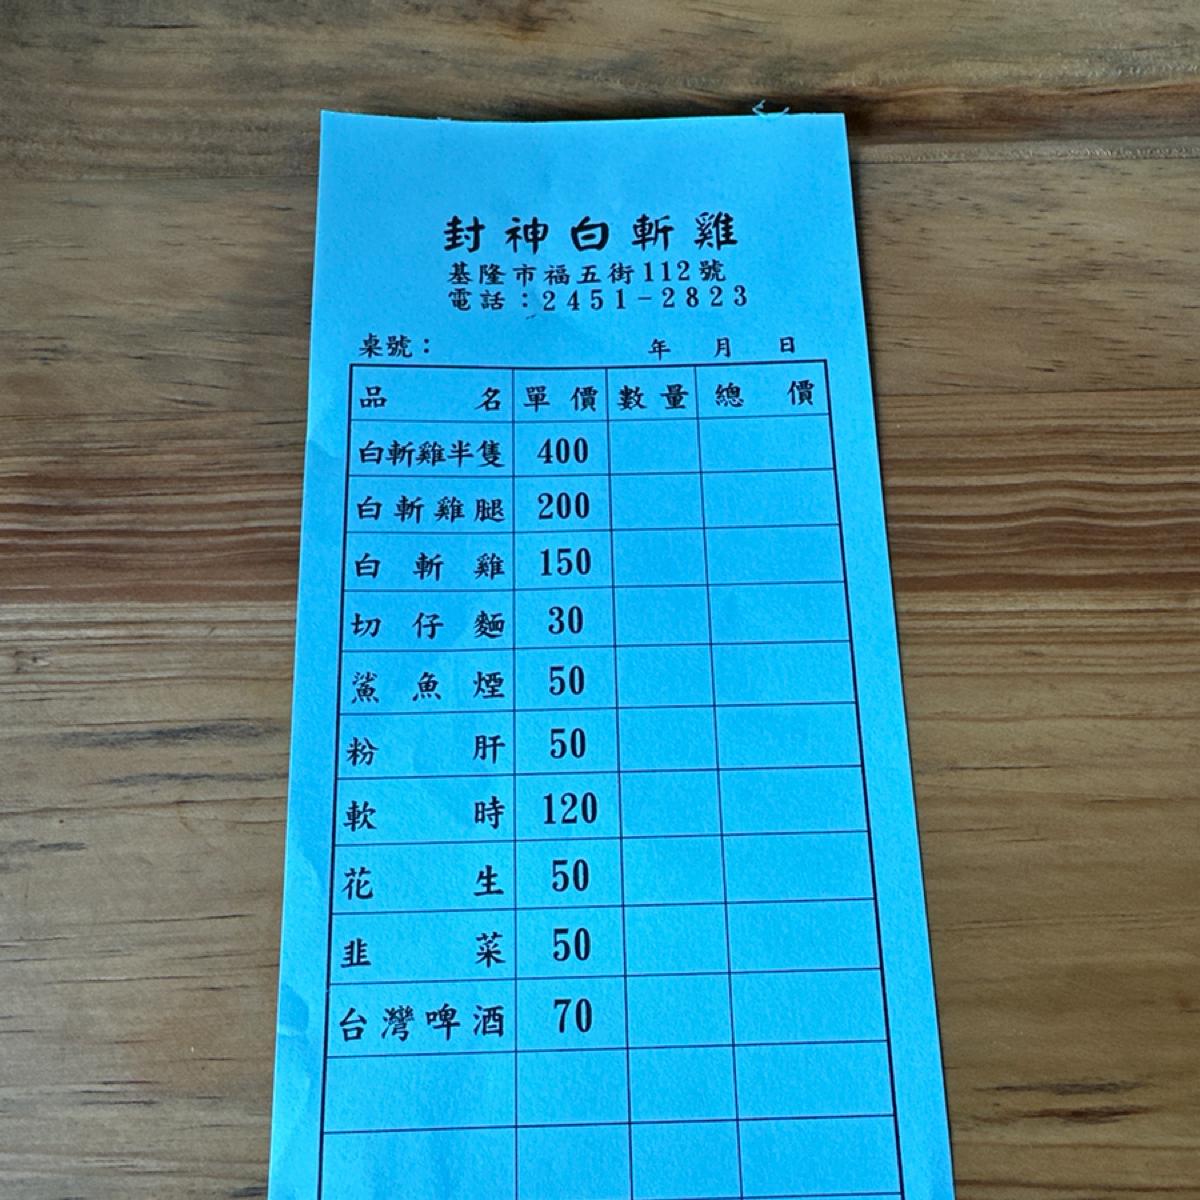 封神白斬雞
基隆市福五街112號
電話：2451-2823
桌號： 年 月 日
品名 單價 數量 總價
白斬雞半隻 400
白斬雞腿 200
白斬雞 150
切仔麵 30
鯊魚煙 50
粉肝 50
軟時 120
花生 50
韭菜 50
台灣啤酒 70